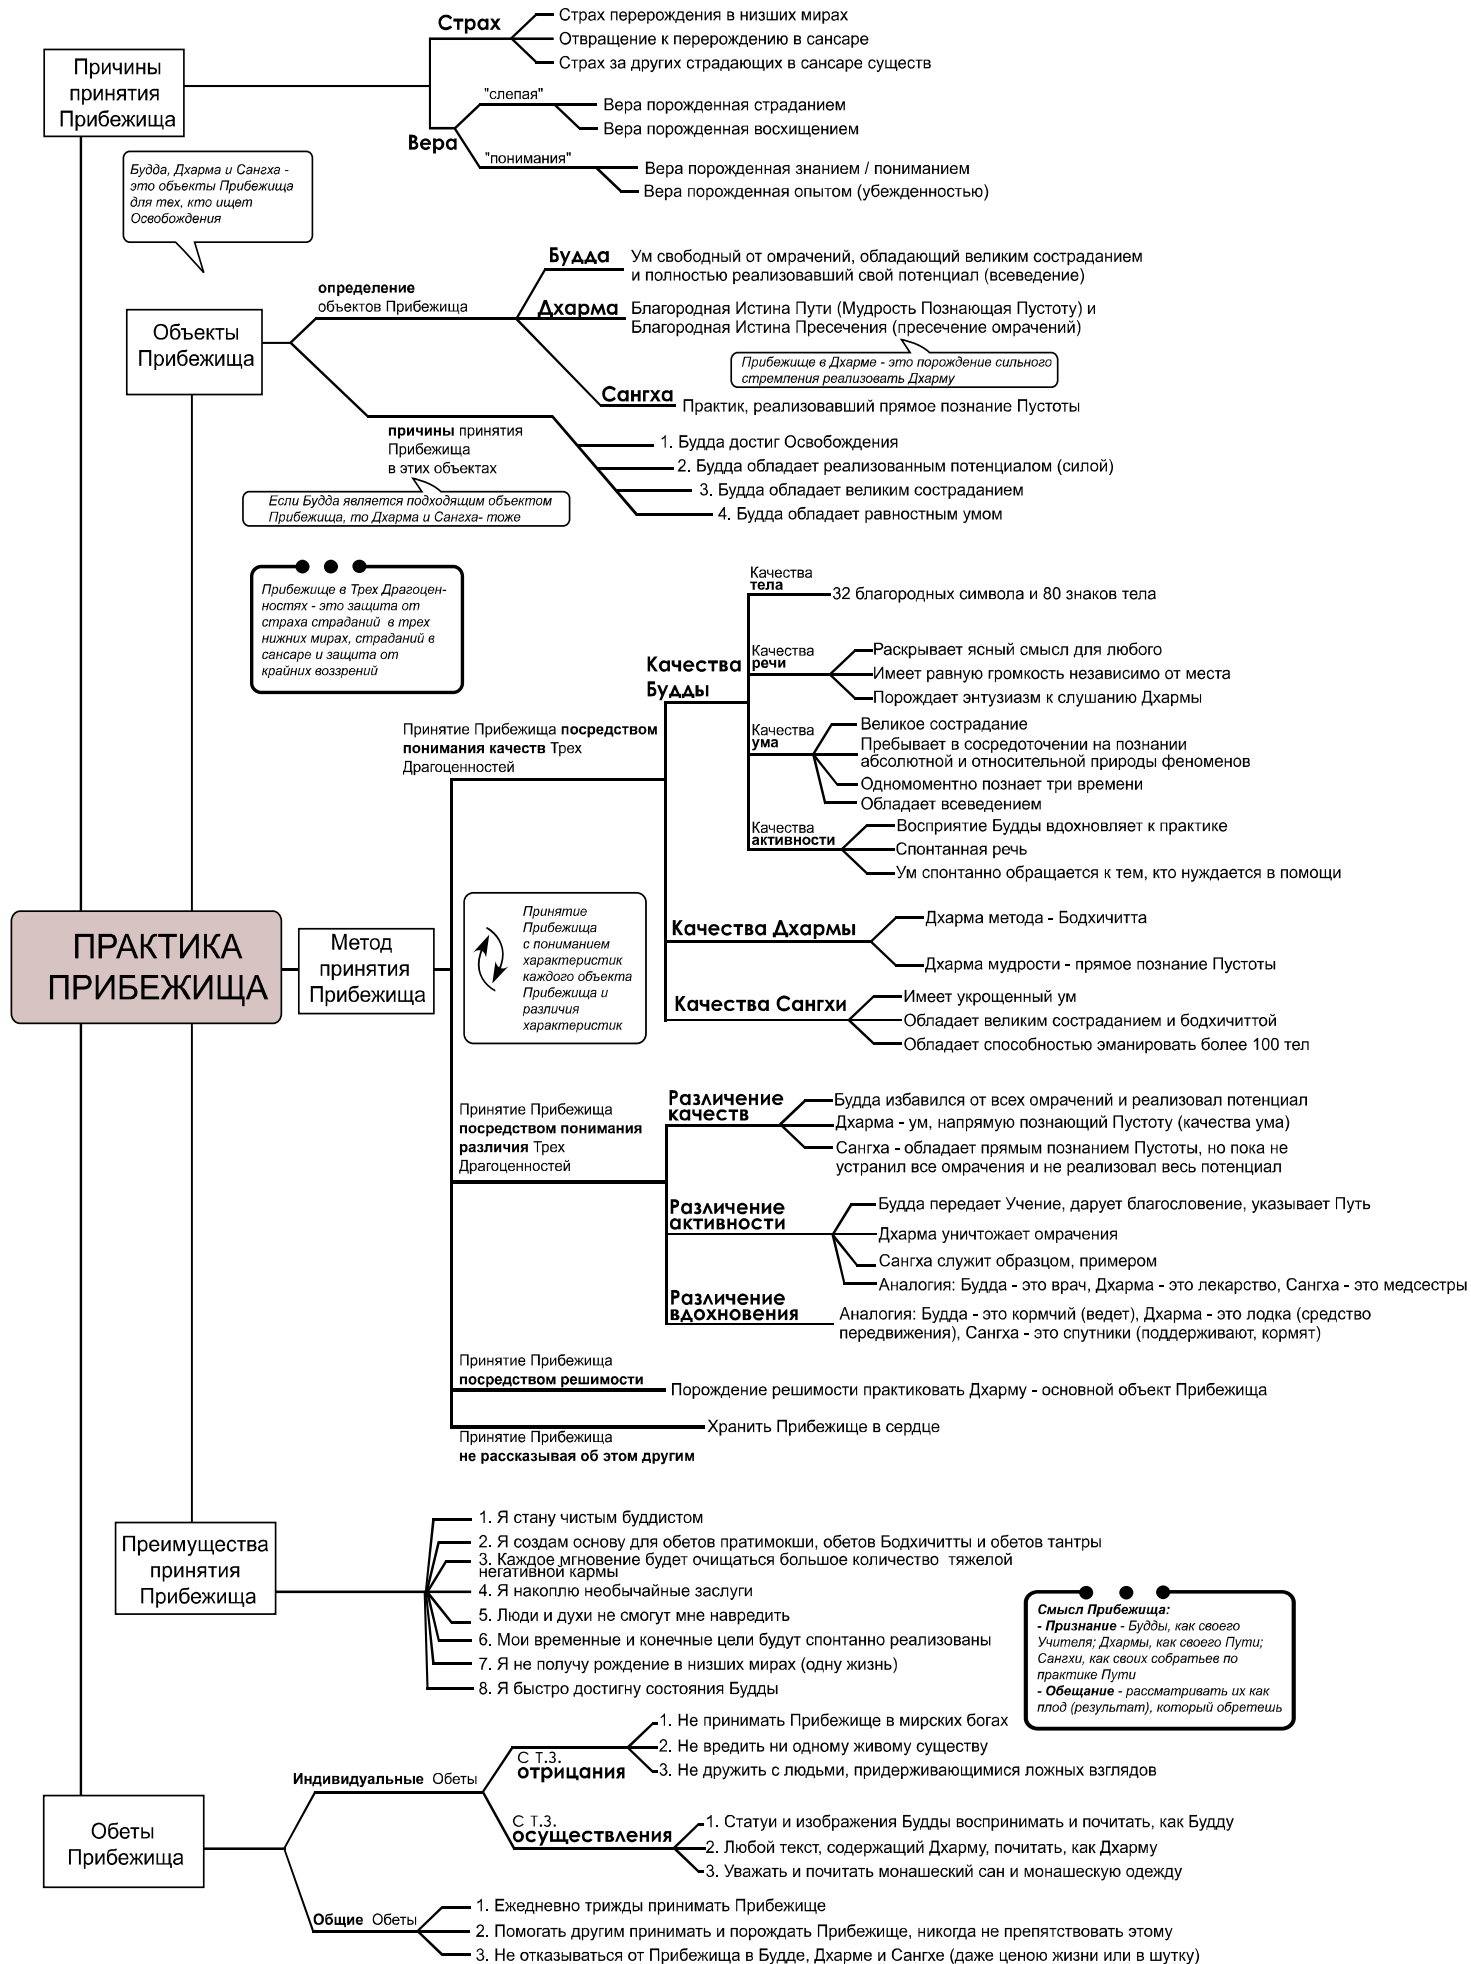 Причины
принятия
Прибежища
Страх
Страх перерождения в низших мирах
Отвращение к перерождению в сансаре
Страх за других страдающих в сансаре существ
Вера
"слепая"
Вера порожденная страданием
Вера порожденная восхищением
"понимания"
Вера порожденная знанием / пониманием
Вера порожденная опытом (убежденностью)
Будда, Дхарма и Сангха -
это объекты Прибежища
для тех, кто ищет
Освобождения
Объекты
Прибежища
определение
объектов Прибежища
Будда
Ум свободный от омрачений, обладающий великим состраданием
и полностью реализовавший свой потенциал (всеведение)
Дхарма
Благородная Истина Пути (Мудрость Познающая Пустоту) и
Благородная Истина Пресечения (пресечение омрачений)
Прибежище в Дхарме - это порождение сильного
стремления реализовать Дхарму
Сангха
Практик, реализовавший прямое познание Пустоты
причины принятия
Прибежища
в этих объектах
1. Будда достиг Освобождения
2. Будда обладает реализованным потенциалом (силой)
3. Будда обладает великим состраданием
4. Будда обладает равностным умом
Если Будда является подходящим объектом
Прибежища, то Дхарма и Сангха- тоже
Прибежище в Трех Драгоцен-
ностях - это защита от
страха страданий в трех
нижних мирах, страданий в
сансаре и защита от
крайних воззрений
ПРАКТИКА
ПРИБЕЖИЩА
Метод
принятия
Прибежища
Принятие Прибежища посредством
понимания качеств Трех
Драгоценностей
Качества
Будды
Качества
тела
32 благородных символа и 80 знаков тела
Качества
речи
Раскрывает ясный смысл для любого
Имеет равную громкость независимо от места
Порождает энтузиазм к слушанию Дхармы
Качества
ума
Великое сострадание
Пребывает в сосредоточении на познании
абсолютной и относительной природы феноменов
Одномоментно познает три времени
Обладает всеведением
Качества
активности
Восприятие Будды вдохновляет к практике
Спонтанная речь
Ум спонтанно обращается к тем, кто нуждается в помощи
Принятие
Прибежища
с пониманием
характеристик
каждого объекта
Прибежища и
различия
характеристик
Качества Дхармы
Дхарма метода - Бодхичитта
Дхарма мудрости - прямое познание Пустоты
Качества Сангхи
Имеет укрощенный ум
Обладает великим состраданием и бодхичиттой
Обладает способностью эманировать более 100 тел
Принятие Прибежища
посредством понимания
различия Трех
Драгоценностей
Различение
качеств
Будда избавился от всех омрачений и реализовал потенциал
Дхарма - ум, напрямую познающий Пустоту (качества ума)
Сангха - обладает прямым познанием Пустоты, но пока не
устранил все омрачения и не реализовал весь потенциал
Различение
активности
Будда передает Учение, дарует благословение, указывает Путь
Дхарма уничтожает омрачения
Сангха служит образцом, примером
Аналогия: Будда - это врач, Дхарма - это лекарство, Сангха - это медсестры
Различение
вдохновения
Аналогия: Будда - это кормчий (ведет), Дхарма - это лодка (средство
передвижения), Сангха - это спутники (поддерживают, кормят)
Принятие Прибежища
посредством решимости
Порождение решимости практиковать Дхарму - основной объект Прибежища
Хранить Прибежище в сердце
Принятие Прибежища
не рассказывая об этом другим
Преимущества
принятия
Прибежища
1. Я стану чистым буддистом
2. Я создам основу для обетов пратимокши, обетов Бодхичитты и обетов тантры
3. Каждое мгновение будет очищаться большое количество тяжелой
негативной кармы
4. Я накоплю необычайные заслуги
5. Люди и духи не смогут мне навредить
6. Мои временные и конечные цели будут спонтанно реализованы
7. Я не получу рождение в низших мирах (одну жизнь)
8. Я быстро достигну состояния Будды
Смысл Прибежища:
- Признание - Будды, как своего
Учителя; Дхармы, как своего Пути;
Сангхи, как своих собратьев по
практике Пути
- Обещание - рассматривать их как
плод (результат), который обретешь
Обеты
Прибежища
Индивидуальные Обеты
С Т.З.
отрицания
1. Не принимать Прибежище в мирских богах
2. Не вредить ни одному живому существу
3. Не дружить с людьми, придерживающимися ложных взглядов
С Т.З.
осуществления
1. Статуи и изображения Будды воспринимать и почитать, как Будду
2. Любой текст, содержащий Дхарму, почитать, как Дхарму
3. Уважать и почитать монашеский сан и монашескую одежду
Общие Обеты
1. Ежедневно трижды принимать Прибежище
2. Помогать другим принимать и порождать Прибежище, никогда не препятствовать этому
3. Не отказываться от Прибежища в Будде, Дхарме и Сангхе (даже ценою жизни или в шутку)